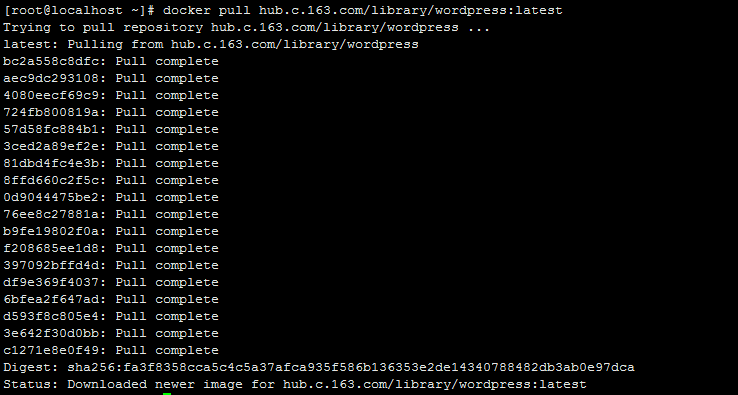 [root@localhost ~]# docker pull hub.c.163.com/library/wordpress:latest
Trying to pull repository hub.c.163.com/library/wordpress ...
latest: Pulling from hub.c.163.com/library/wordpress
bc2a558c8dfc: Pull complete
aec9dc293108: Pull complete
4080eecf69c9: Pull complete
724fb800819a: Pull complete
57d58fc884b1: Pull complete
3ced2a89ef2e: Pull complete
81dbd4fc4e3b: Pull complete
8ffd660c2f5c: Pull complete
0d9044475be2: Pull complete
76ee8c27881a: Pull complete
b9fe19802f0a: Pull complete
f208685ee1d8: Pull complete
397092bffd4d: Pull complete
df9e369f4037: Pull complete
6bfea2f647ad: Pull complete
d593f8c805e4: Pull complete
3e642f30d0bb: Pull complete
c1271e8e0f49: Pull complete
Digest: sha256:fa3f8358cca5c4c5a37afca935f586b136353e2de14340788482db3ab0e97dca
Status: Downloaded newer image for hub.c.163.com/library/wordpress:latest